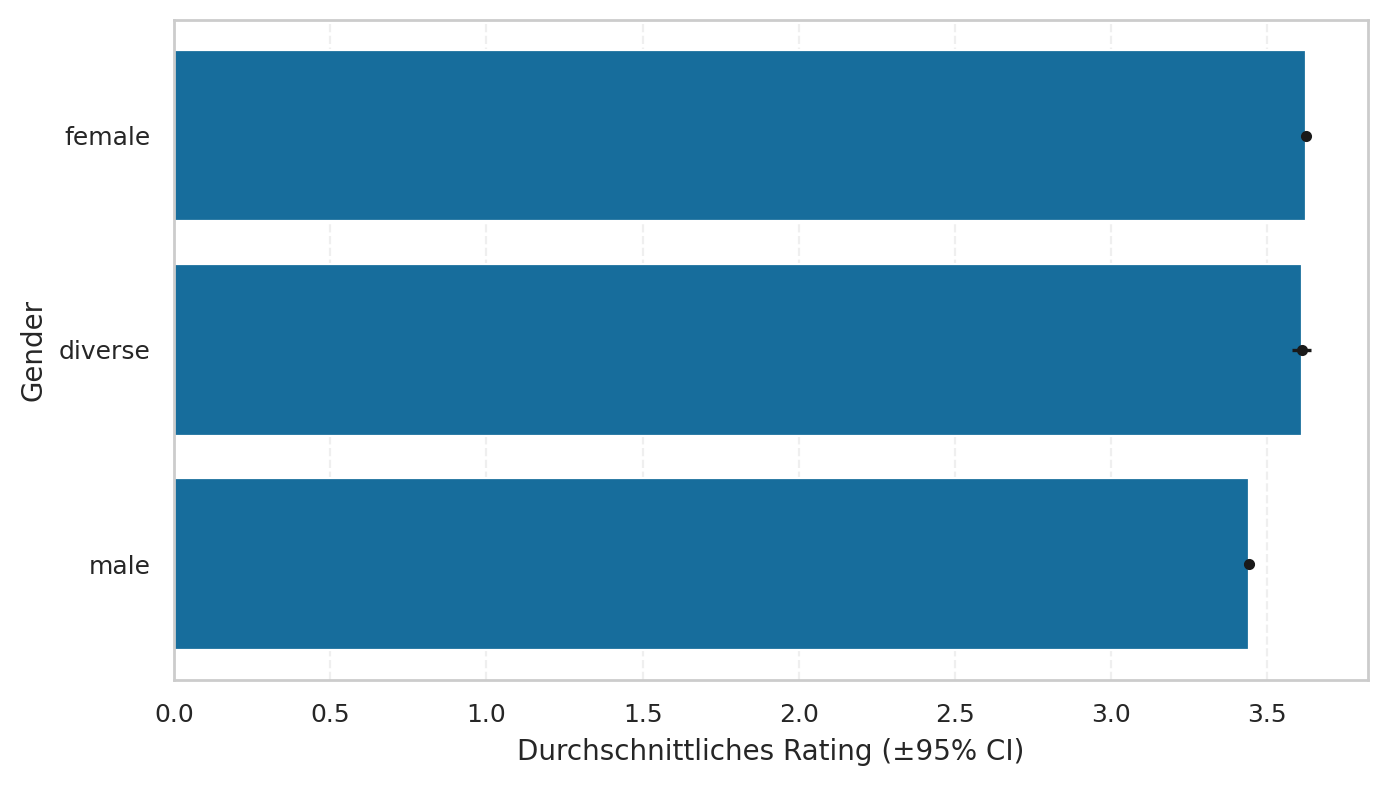 Gender
female
diverse
male
0.0 0.5 1.0 1.5 2.0 2.5 3.0 3.5
Durchschnittliches Rating (±95% CI)